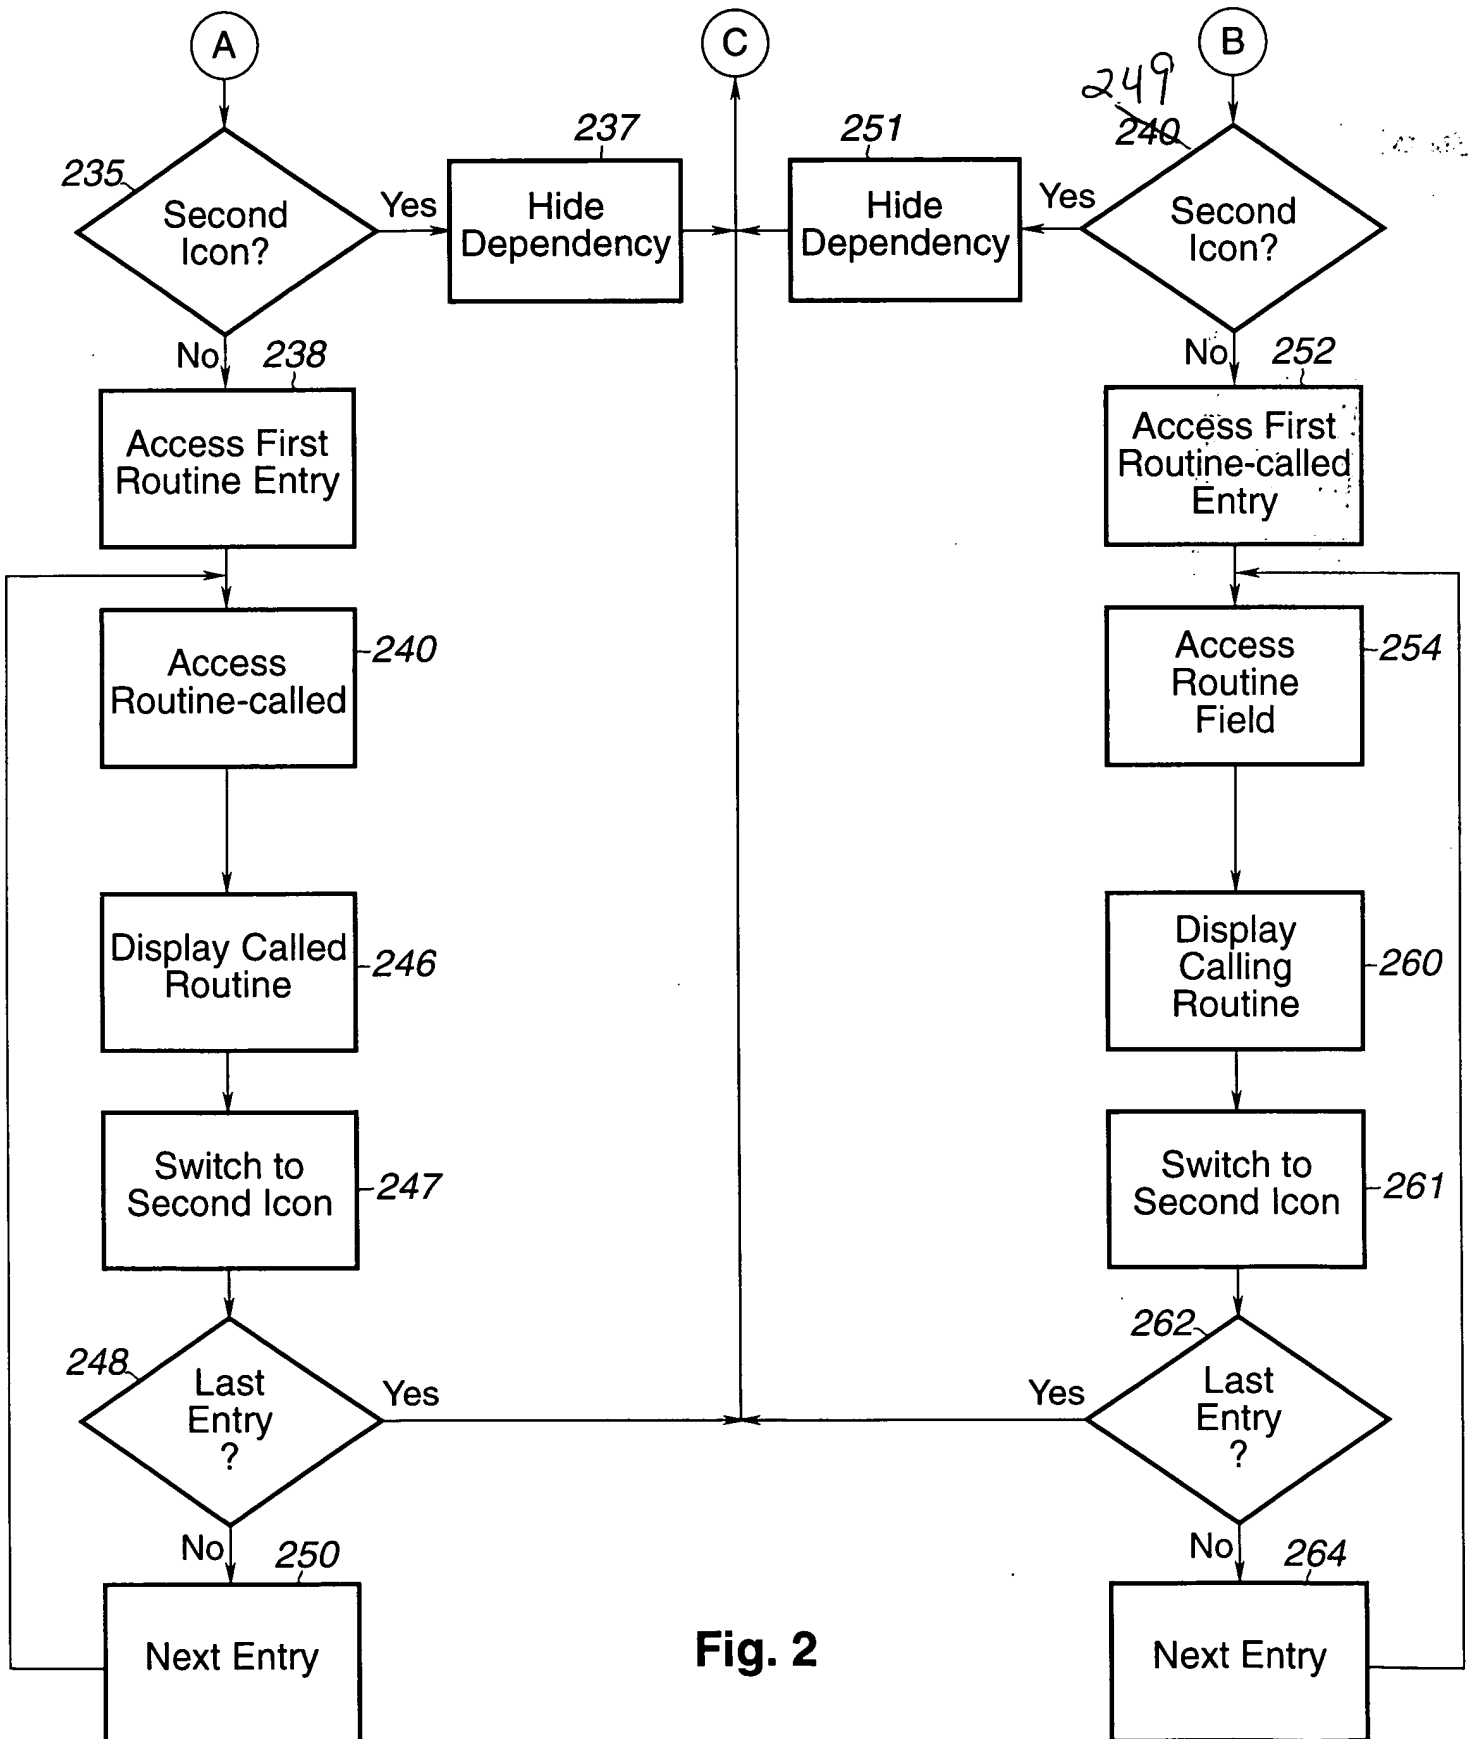 A
C
B
249
240
235
237
251
Second
Icon?
Yes
Hide
Dependency
Hide
Dependency
Yes
Second
Icon?
No
238
No
252
Access First
Routine Entry
Access First
Routine-called
Entry
Access
Routine-called
240
Access
Routine
Field
254
Display Called
Routine
246
Display
Calling
Routine
260
Switch to
Second Icon
247
Switch to
Second Icon
261
248
Last
Entry
?
Yes
262
Yes
Last
Entry
?
No
250
No
264
Next Entry
Fig. 2
Next Entry